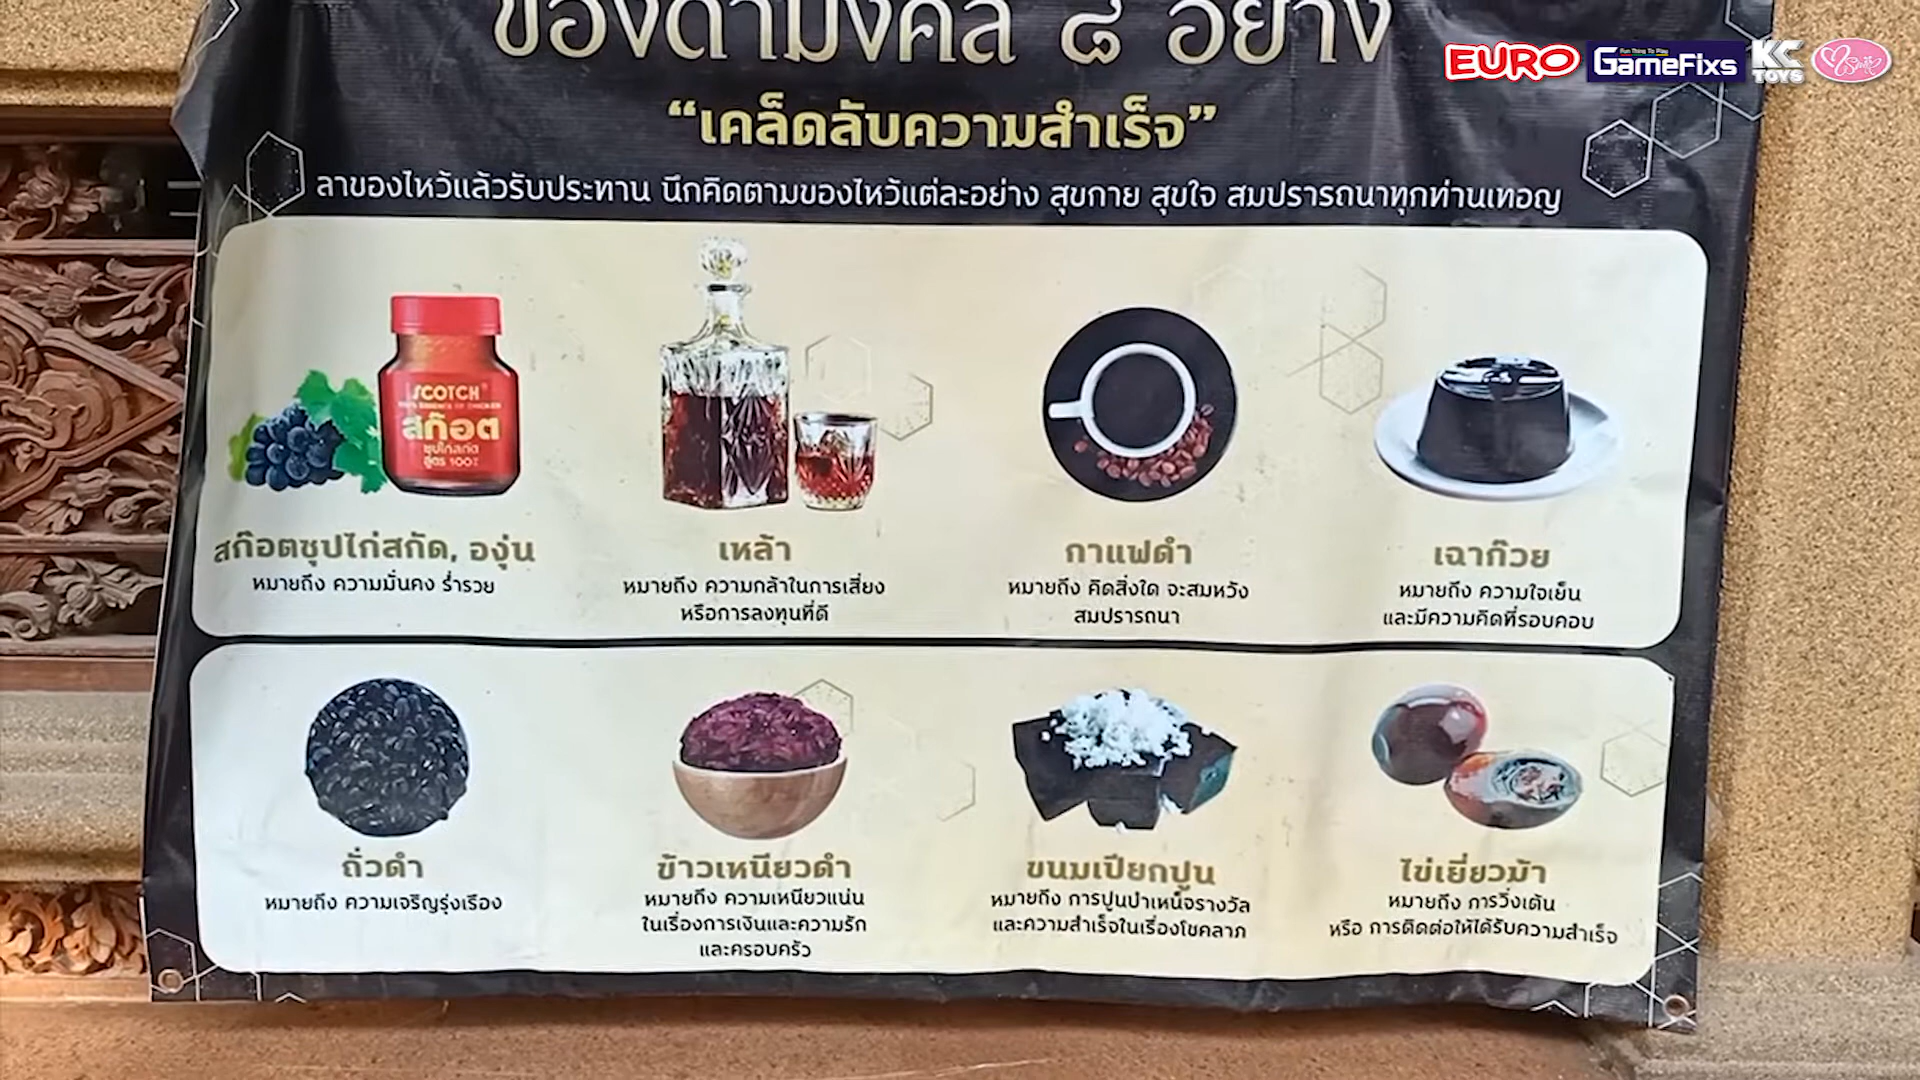 ของดำมงคล ๘ อย่าง
EURO
Fun Thing To Play
GameFixs
KC
TOYS
“เคล็ดลับความสำเร็จ”
ลาของไหว้แล้วรับประทาน นึกคิดตามของไหว้แต่ละอย่าง สุขกาย สุขใจ สมปรารถนาทุกท่านเทอญ
SCOTCH
100% ESSENCE OF CHICKEN
สก๊อต
ซุปไก่สกัด
สูตร 100%
สก๊อตซุปไก่สกัด, องุ่น
หมายถึง ความมั่นคง ร่ำรวย
เหล้า
หมายถึง ความกล้าในการเสี่ยง
หรือการลงทุนที่ดี
กาแฟดำ
หมายถึง คิดสิ่งใด จะสมหวัง
สมปรารถนา
เฉาก๊วย
หมายถึง ความใจเย็น
และมีความคิดที่รอบคอบ
ถั่วดำ
หมายถึง ความเจริญรุ่งเรือง
ข้าวเหนียวดำ
หมายถึง ความเหนียวแน่น
ในเรื่องการเงินและความรัก
และครอบครัว
ขนมเปียกปูน
หมายถึง การปูนบำเหน็จรางวัล
และความสำเร็จในเรื่องโชคลาภ
ไข่เยี่ยวม้า
หมายถึง การวิ่งเต้น
หรือ การติดต่อให้ได้รับความสำเร็จ